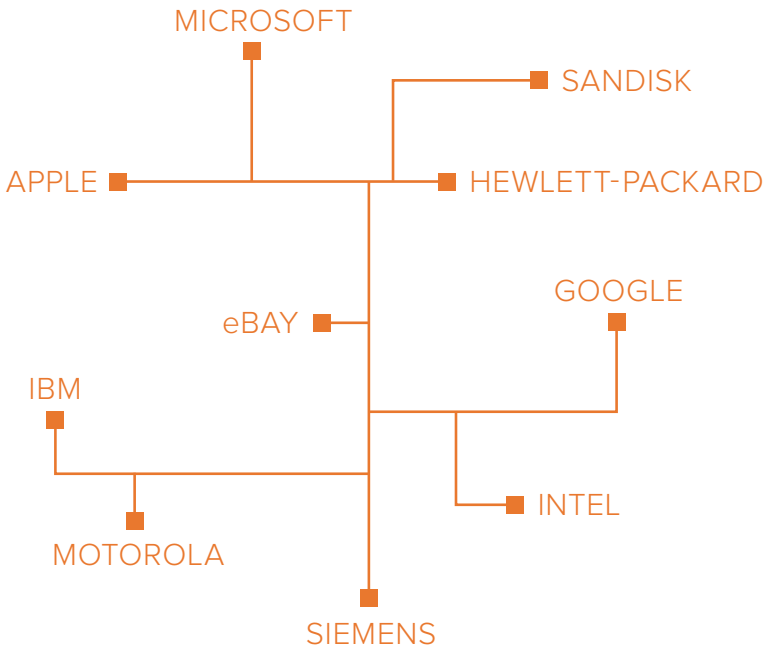 MICROSOFT
SANDISK
APPLE
HEWLETT-PACKARD
GOOGLE
eBAY
IBM
INTEL
MOTOROLA
SIEMENS